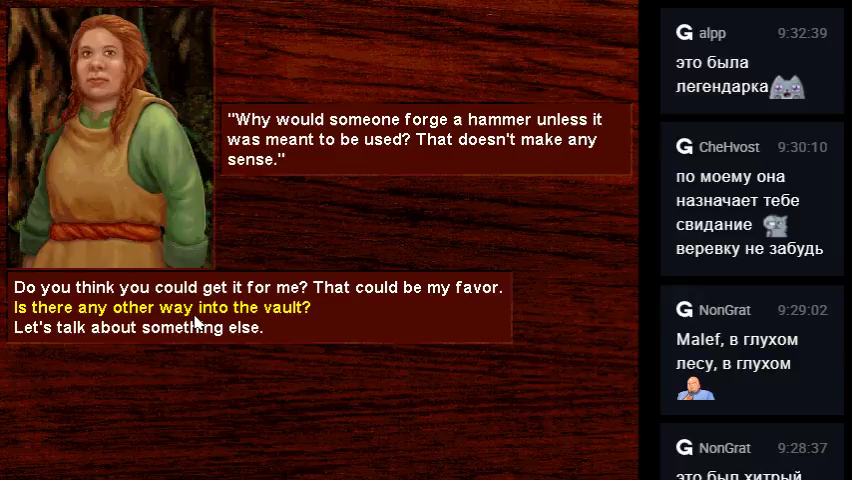 "Why would someone forge a hammer unless it
was meant to be used? That doesn't make any
sense."
Do you think you could get it for me? That could be my favor.
Is there any other way into the vault?
Let's talk about something else.
G alpp 9:32:39
это была
легендарка
G CheHvost 9:30:10
по моему она
назначает тебе
свидание
веревку не забудь
G NonGrat 9:29:02
Malef, в глухом
лесу, в глухом
G NonGrat 9:28:37
это был хитрый